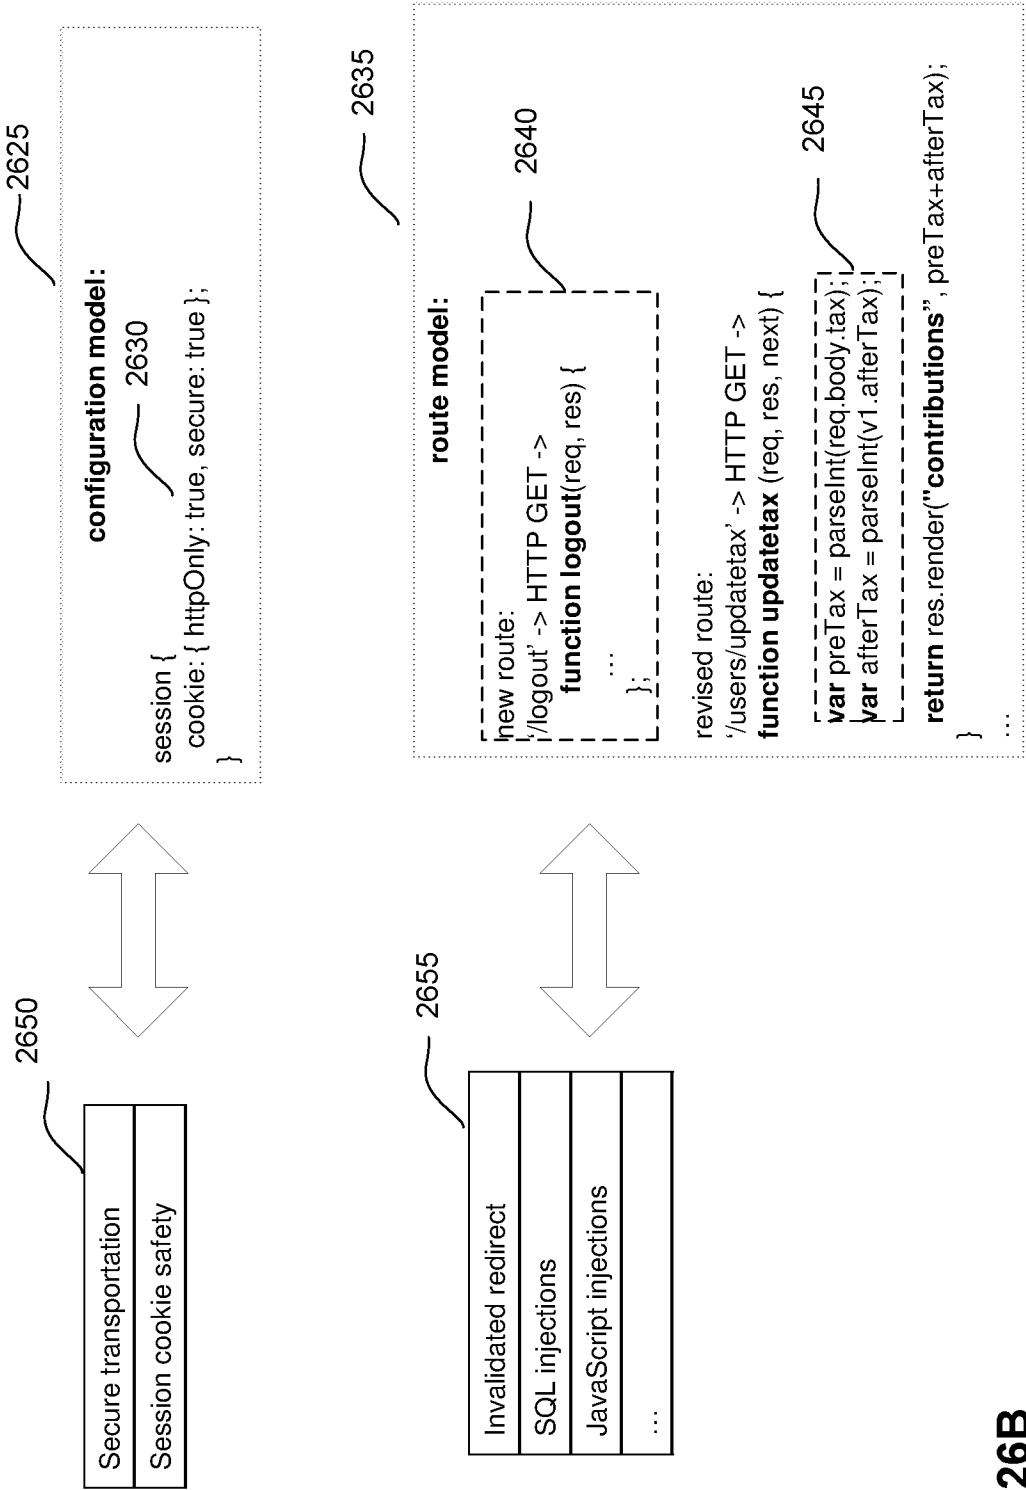 2650
Secure transportation
Session cookie safety
2625
configuration model:
2630
session {
cookie: { httpOnly: true, secure: true };
}
2655
Invalidated redirect
SQL injections
JavaScript injections
...
2635
route model:
2640
new route:
‘/logout’ -> HTTP GET ->
function logout(req, res) {
...
};
revised route:
‘/users/updatetax’ -> HTTP GET ->
function updatetax (req, res, next) {
2645
var preTax = parseInt(req.body.tax);
var afterTax = parseInt(v1.afterTax);
return res.render("contributions”, preTax+afterTax);
}
...
26B